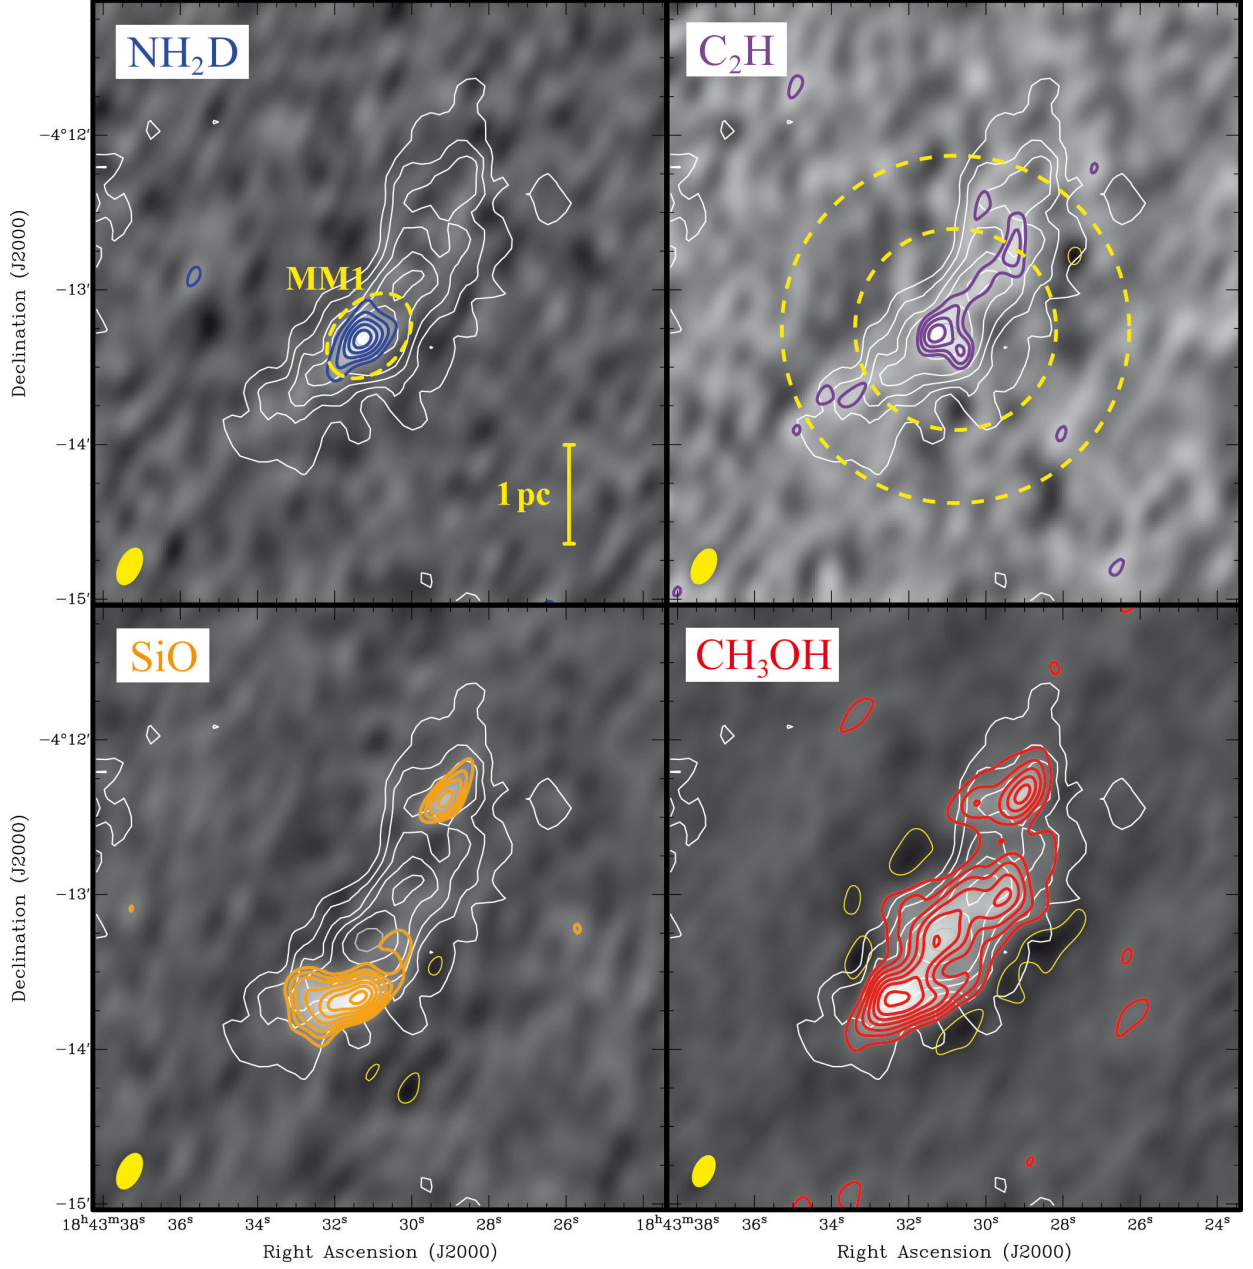 NH₂D
C₂H
−4°12′
MM1
−13′
−14′
1 pc
−15′
Declination (J2000)
SiO
CH₃OH
−4°12′
−13′
−14′
−15′
Declination (J2000)
18ʰ43ᵐ38ˢ 36ˢ 34ˢ 32ˢ 30ˢ 28ˢ 26ˢ 18ʰ43ᵐ38ˢ 34ˢ 32ˢ 30ˢ 28ˢ 26ˢ 24ˢ
Right Ascension (J2000) Right Ascension (J2000)